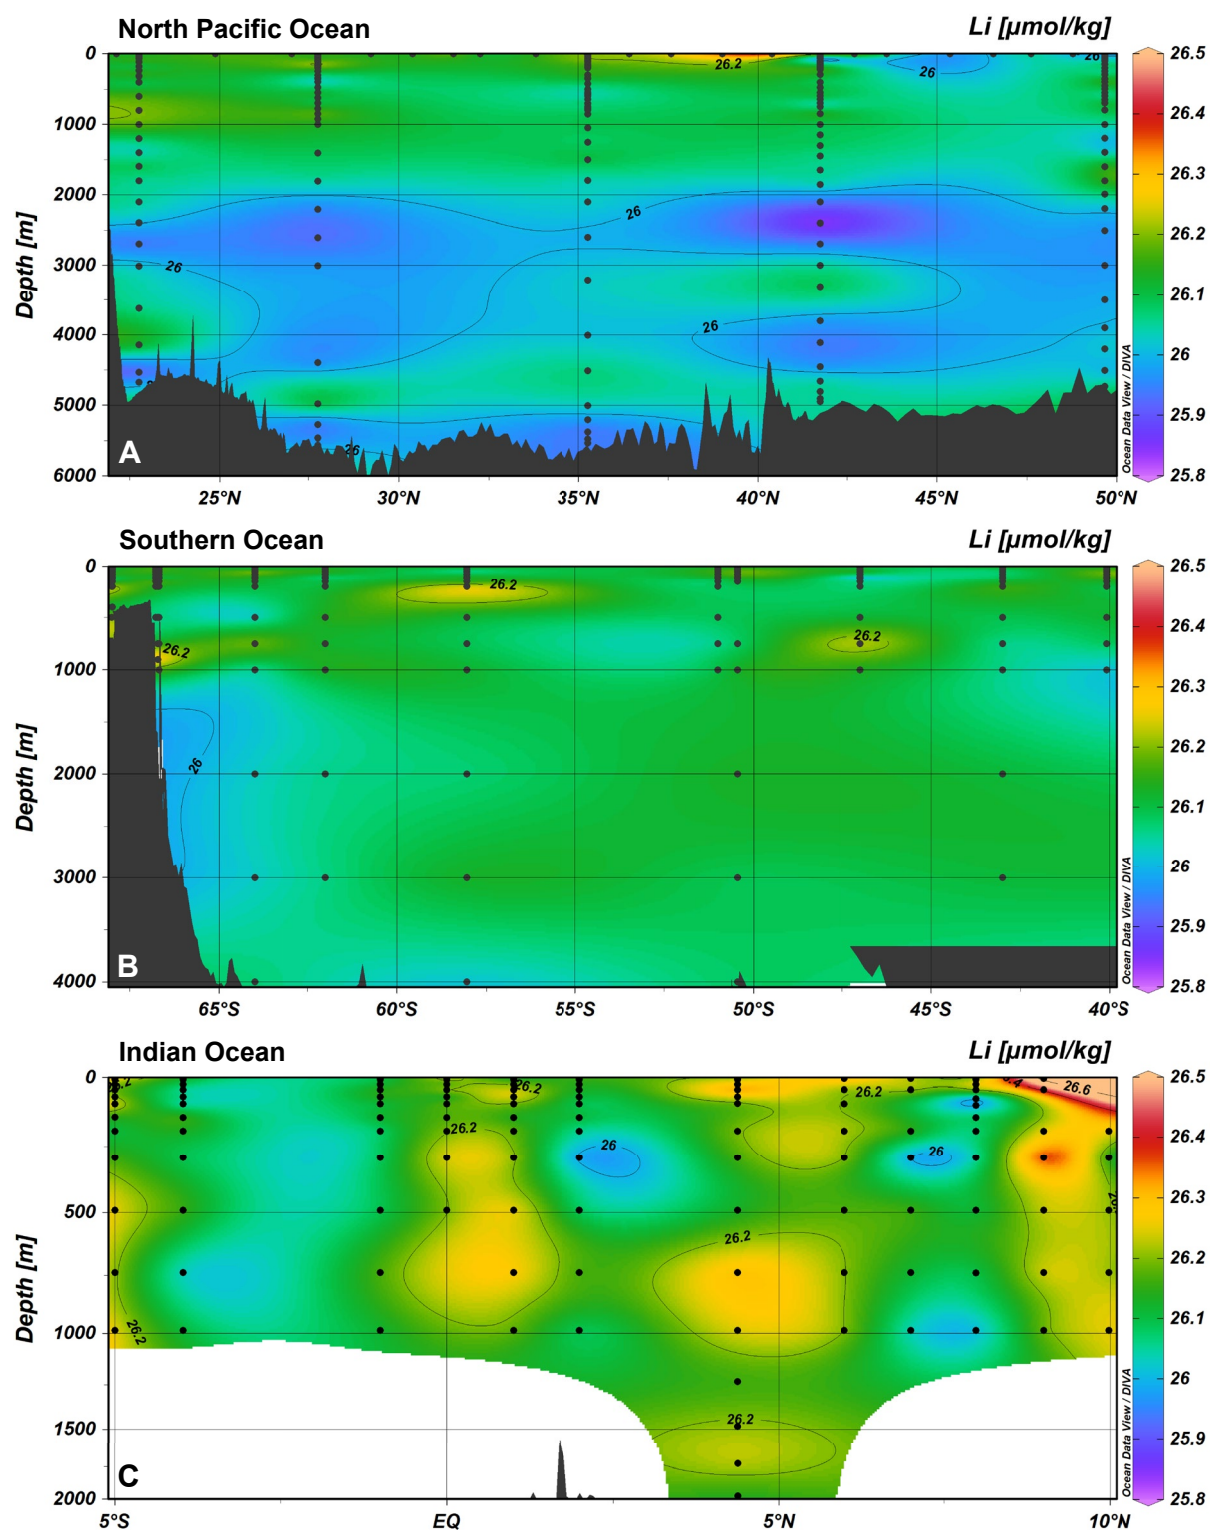 North Pacific Ocean
Li [µmol/kg]
0
1000
2000
3000
4000
5000
6000
Depth [m]
26.2
26
26
26
26
26
26
A
25°N
30°N
35°N
40°N
45°N
50°N
Ocean Data View / DIVA
26.5
26.4
26.3
26.2
26.1
26
25.9
25.8
Southern Ocean
Li [µmol/kg]
0
1000
2000
3000
4000
Depth [m]
26.2
26.2
26.2
26
B
65°S
60°S
55°S
50°S
45°S
40°S
Ocean Data View / DIVA
26.5
26.4
26.3
26.2
26.1
26
25.9
25.8
Indian Ocean
Li [µmol/kg]
0
500
1000
1500
2000
Depth [m]
26.2
26.2
26.2
26.6
26.2
26
26
26.2
26.2
26.2
C
5°S
EQ
5°N
10°N
Ocean Data View / DIVA
26.5
26.4
26.3
26.2
26.1
26
25.9
25.8